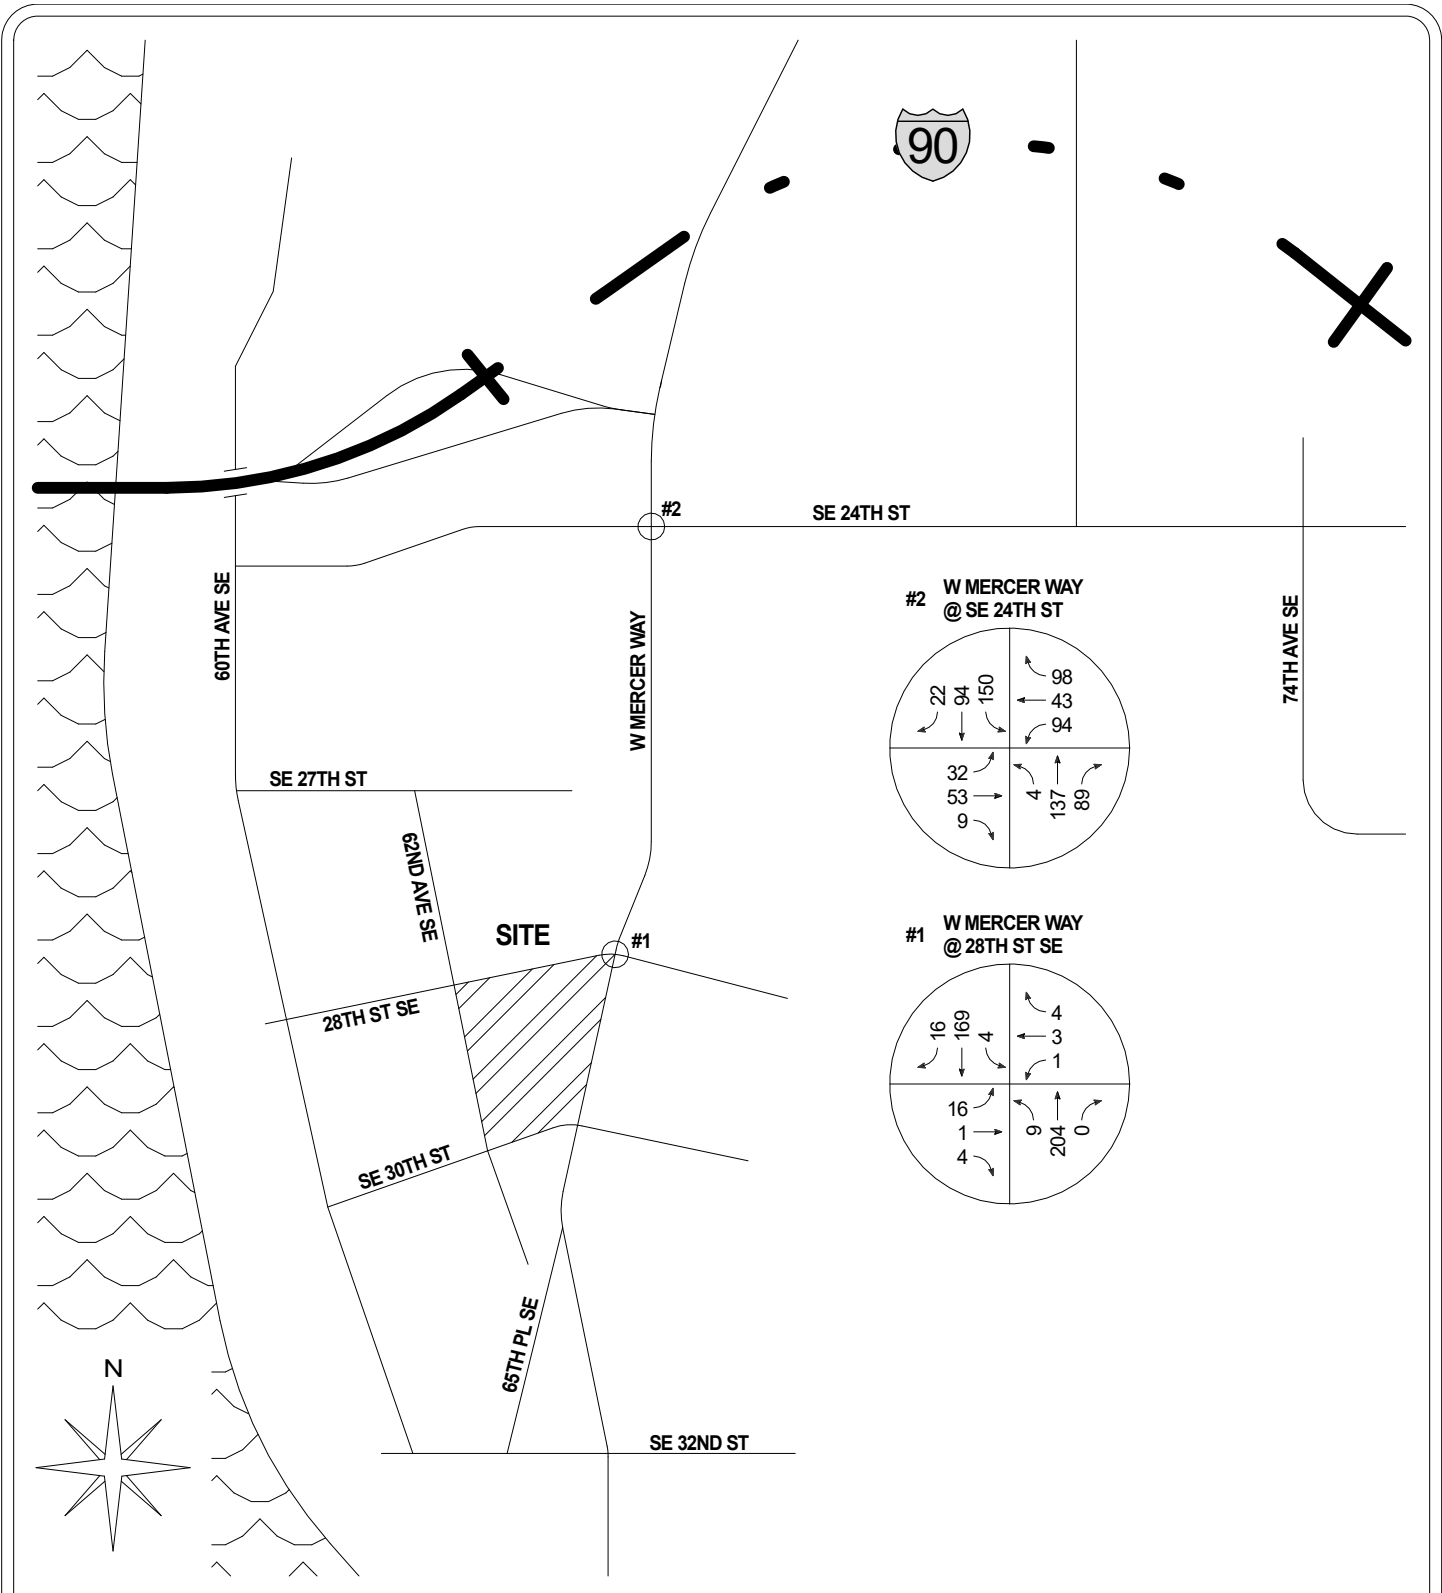 90
#2
SE 24TH ST
#2 W MERCER WAY
@ SE 24TH ST
60TH AVE SE
W MERCER WAY
74TH AVE SE
22 94 150
98
43
94
32
53
9
4 137 89
SE 27TH ST
62ND AVE SE
SITE
#1
#1 W MERCER WAY
@ 28TH ST SE
28TH ST SE
16 169 4
4
3
1
16
1
4
9 204 0
SE 30TH ST
65TH PL SE
N
SE 32ND ST